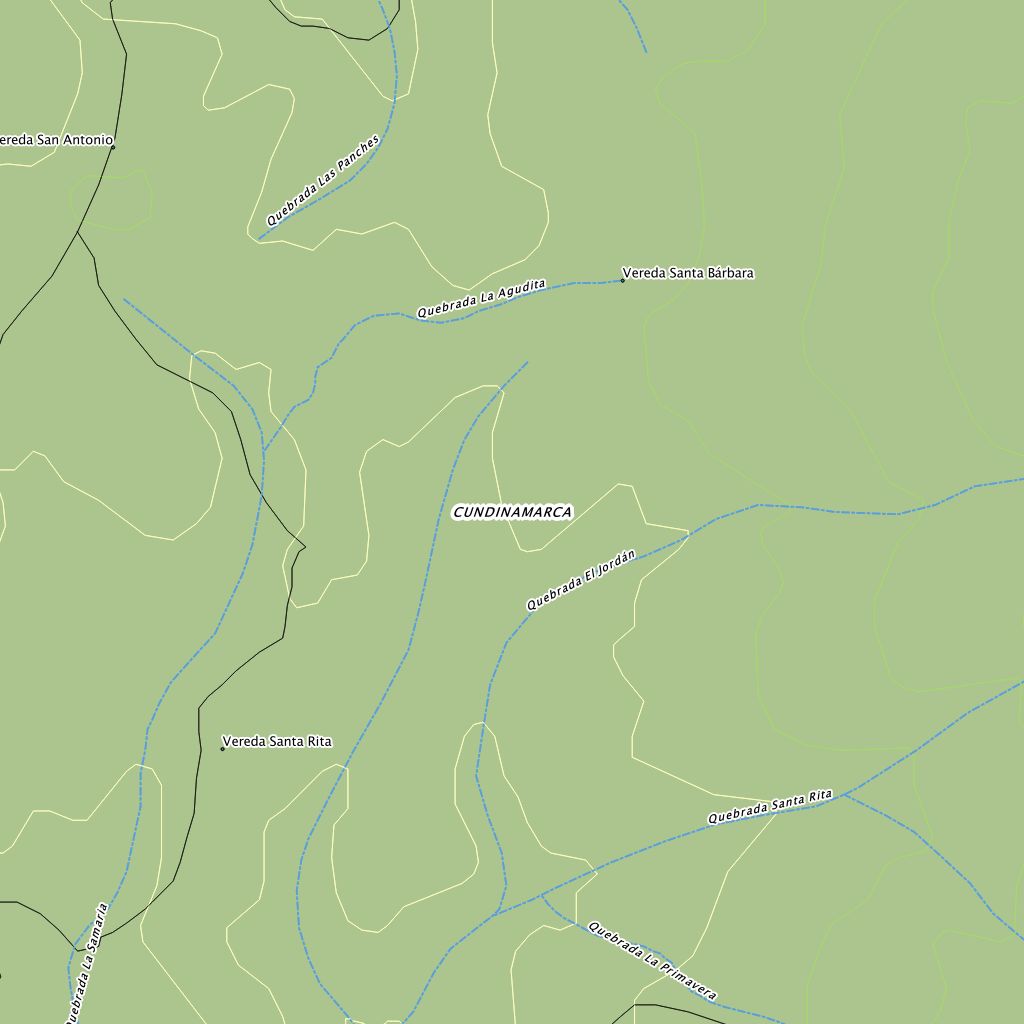 ereda San Antonio
Quebrada Las Panches
Vereda Santa Bárbara
Quebrada La Agudita
CUNDINAMARCA
Quebrada El Jordán
Vereda Santa Rita
Quebrada Santa Rita
Quebrada La Samaria
Quebrada La Primavera